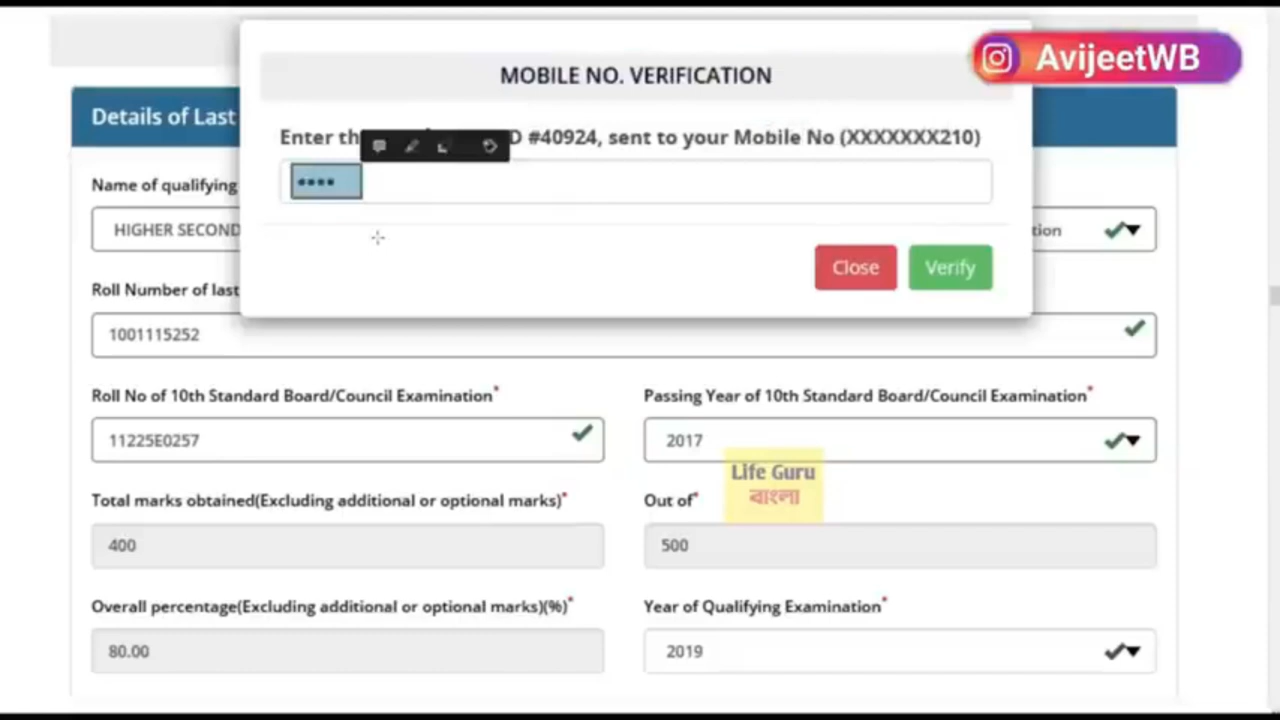 AvijeetWB
MOBILE NO. VERIFICATION
Details of Last
Enter #40924, sent to your Mobile No (XXXXXXX210)
••••
Name of qualifying
HIGHER SECOND
tion
Close
Verify
Roll Number of last
1001115252
Roll No of 10th Standard Board/Council Examination*
Passing Year of 10th Standard Board/Council Examination*
11225E0257
2017
Life Guru
বাংলা
Total marks obtained(Excluding additional or optional marks)*
Out of*
400
500
Overall percentage(Excluding additional or optional marks)(%)*
Year of Qualifying Examination*
80.00
2019